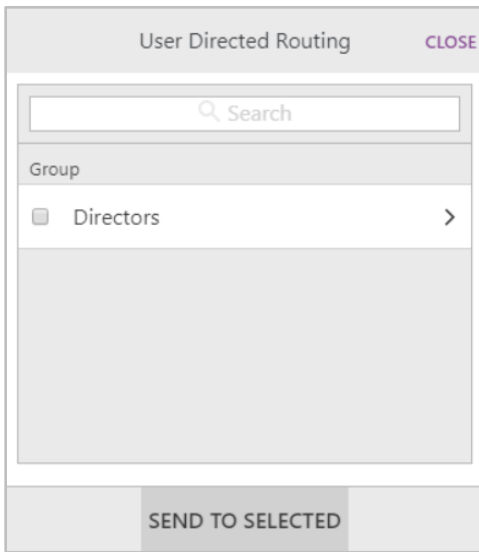 User Directed Routing CLOSE
Search
Group
Directors
SEND TO SELECTED